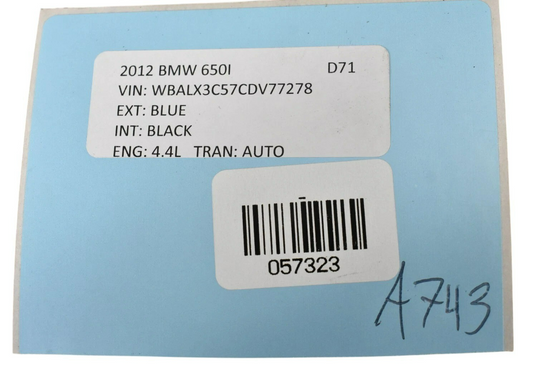 2012 BMW 650I D71
VIN: WBALX3C57CDV77278
EXT: BLUE
INT: BLACK
ENG: 4.4L TRAN: AUTO
057323
A743